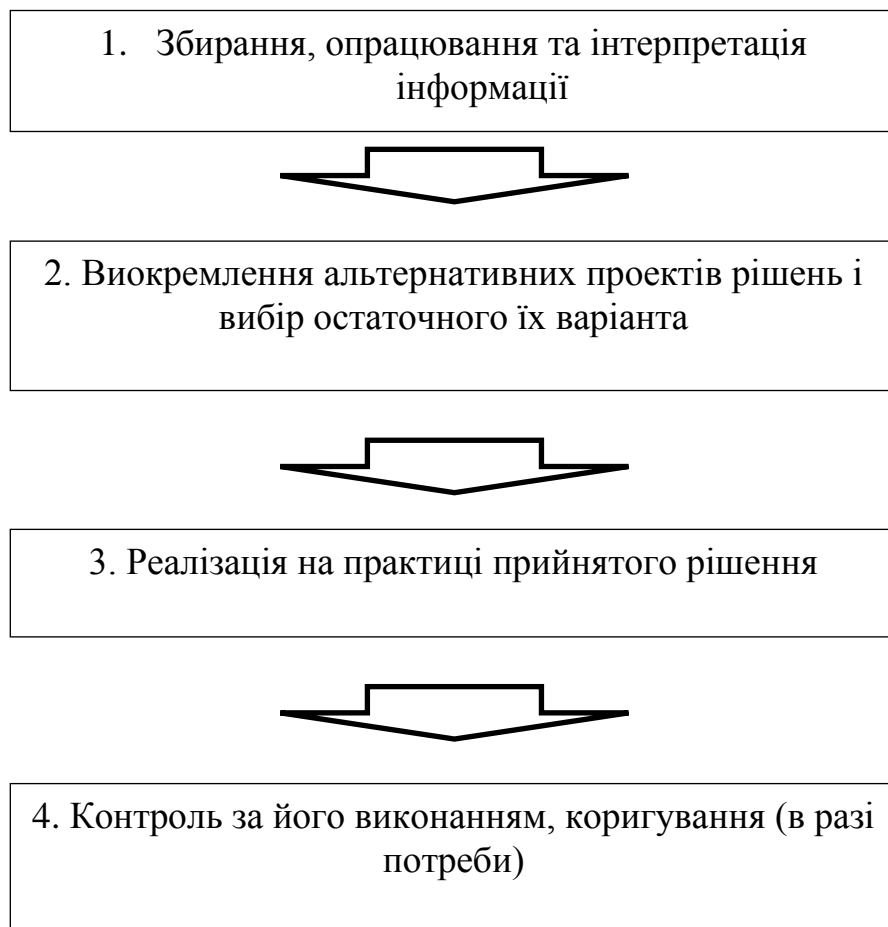 1. Збирання, опрацювання та інтерпретація
інформації
2. Виокремлення альтернативних проектів рішень і
вибір остаточного їх варіанта
3. Реалізація на практиці прийнятого рішення
4. Контроль за його виконанням, коригування (в разі
потреби)